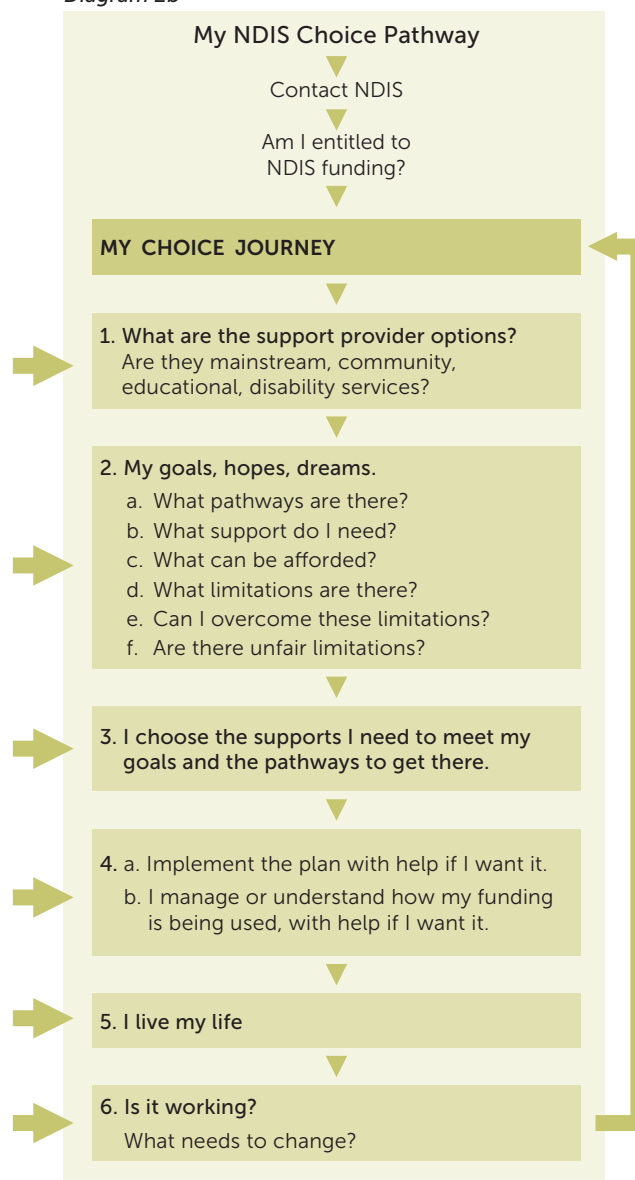 Diagram 2b
My NDIS Choice Pathway
Contact NDIS
Am I entitled to
NDIS funding?
MY CHOICE JOURNEY
1. What are the support provider options?
Are they mainstream, community,
educational, disability services?
2. My goals, hopes, dreams.
a. What pathways are there?
b. What support do I need?
c. What can be afforded?
d. What limitations are there?
e. Can I overcome these limitations?
f. Are there unfair limitations?
3. I choose the supports I need to meet my
goals and the pathways to get there.
4. a. Implement the plan with help if I want it.
b. I manage or understand how my funding
is being used, with help if I want it.
5. I live my life
6. Is it working?
What needs to change?